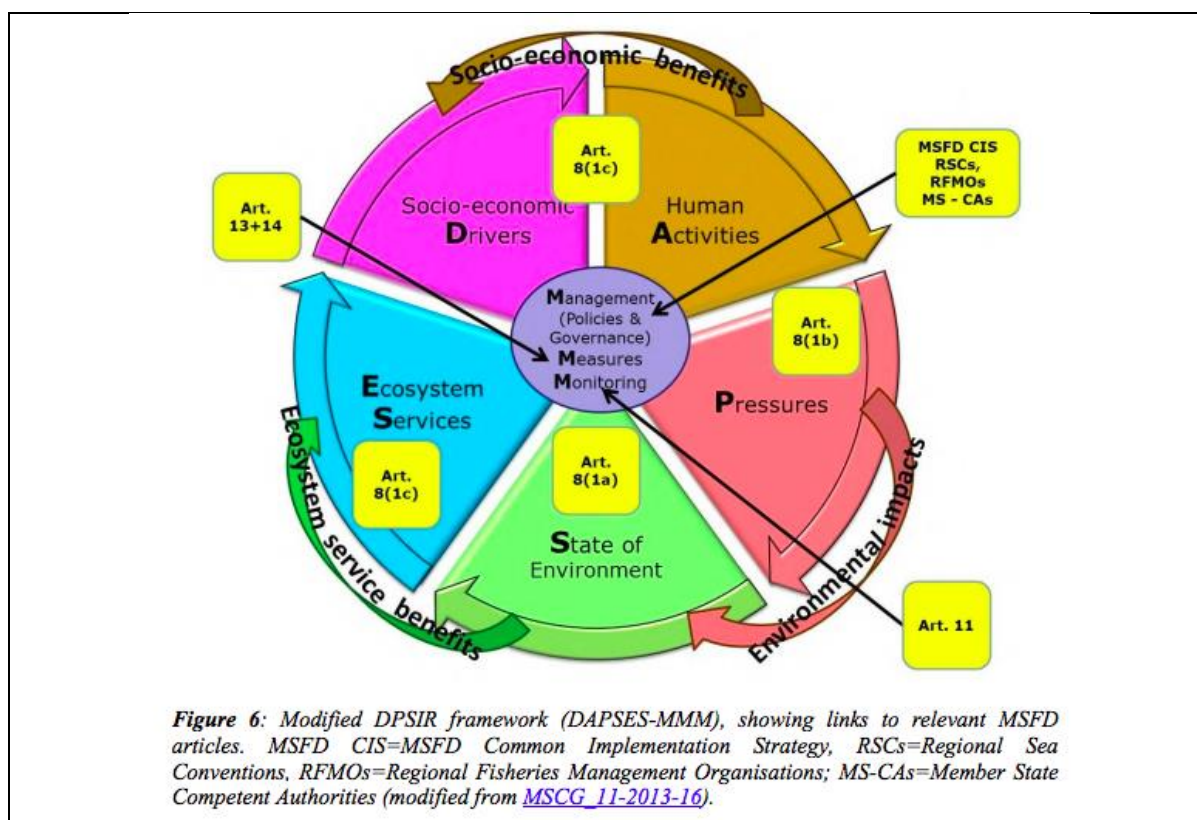 Socio-economic benefits
Art.
8(1c)
MSFD CIS
RSCs,
RFMOs
MS - CAs
Art.
13+14
Socio-economic
Drivers
Human
Activities
Management
(Policies &
Governance)
Measures
Monitoring
Art.
8(1b)
Ecosystem
Services
Pressures
Art.
8(1c)
Art.
8(1a)
State of
Environment
Ecosystem service benefits
Environmental impacts
Art. 11
Figure 6: Modified DPSIR framework (DAPSES-MMM), showing links to relevant MSFD
articles. MSFD CIS=MSFD Common Implementation Strategy, RSCs=Regional Sea
Conventions, RFMOs=Regional Fisheries Management Organisations; MS-CAs=Member State
Competent Authorities (modified from MSCG_11-2013-16).